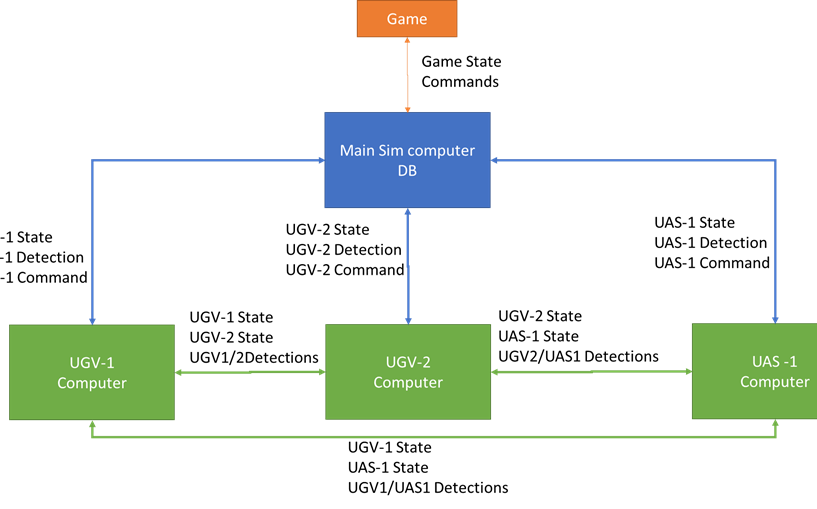 Game
Game State
Commands
Main Sim computer
DB
-1 State
-1 Detection
-1 Command
UGV-2 State
UGV-2 Detection
UGV-2 Command
UAS-1 State
UAS-1 Detection
UAS-1 Command
UGV-1 State
UGV-2 State
UGV1/2Detections
UGV-2 State
UAS-1 State
UGV2/UAS1 Detections
UGV-1
Computer
UGV-2
Computer
UAS -1
Computer
UGV-1 State
UAS-1 State
UGV1/UAS1 Detections